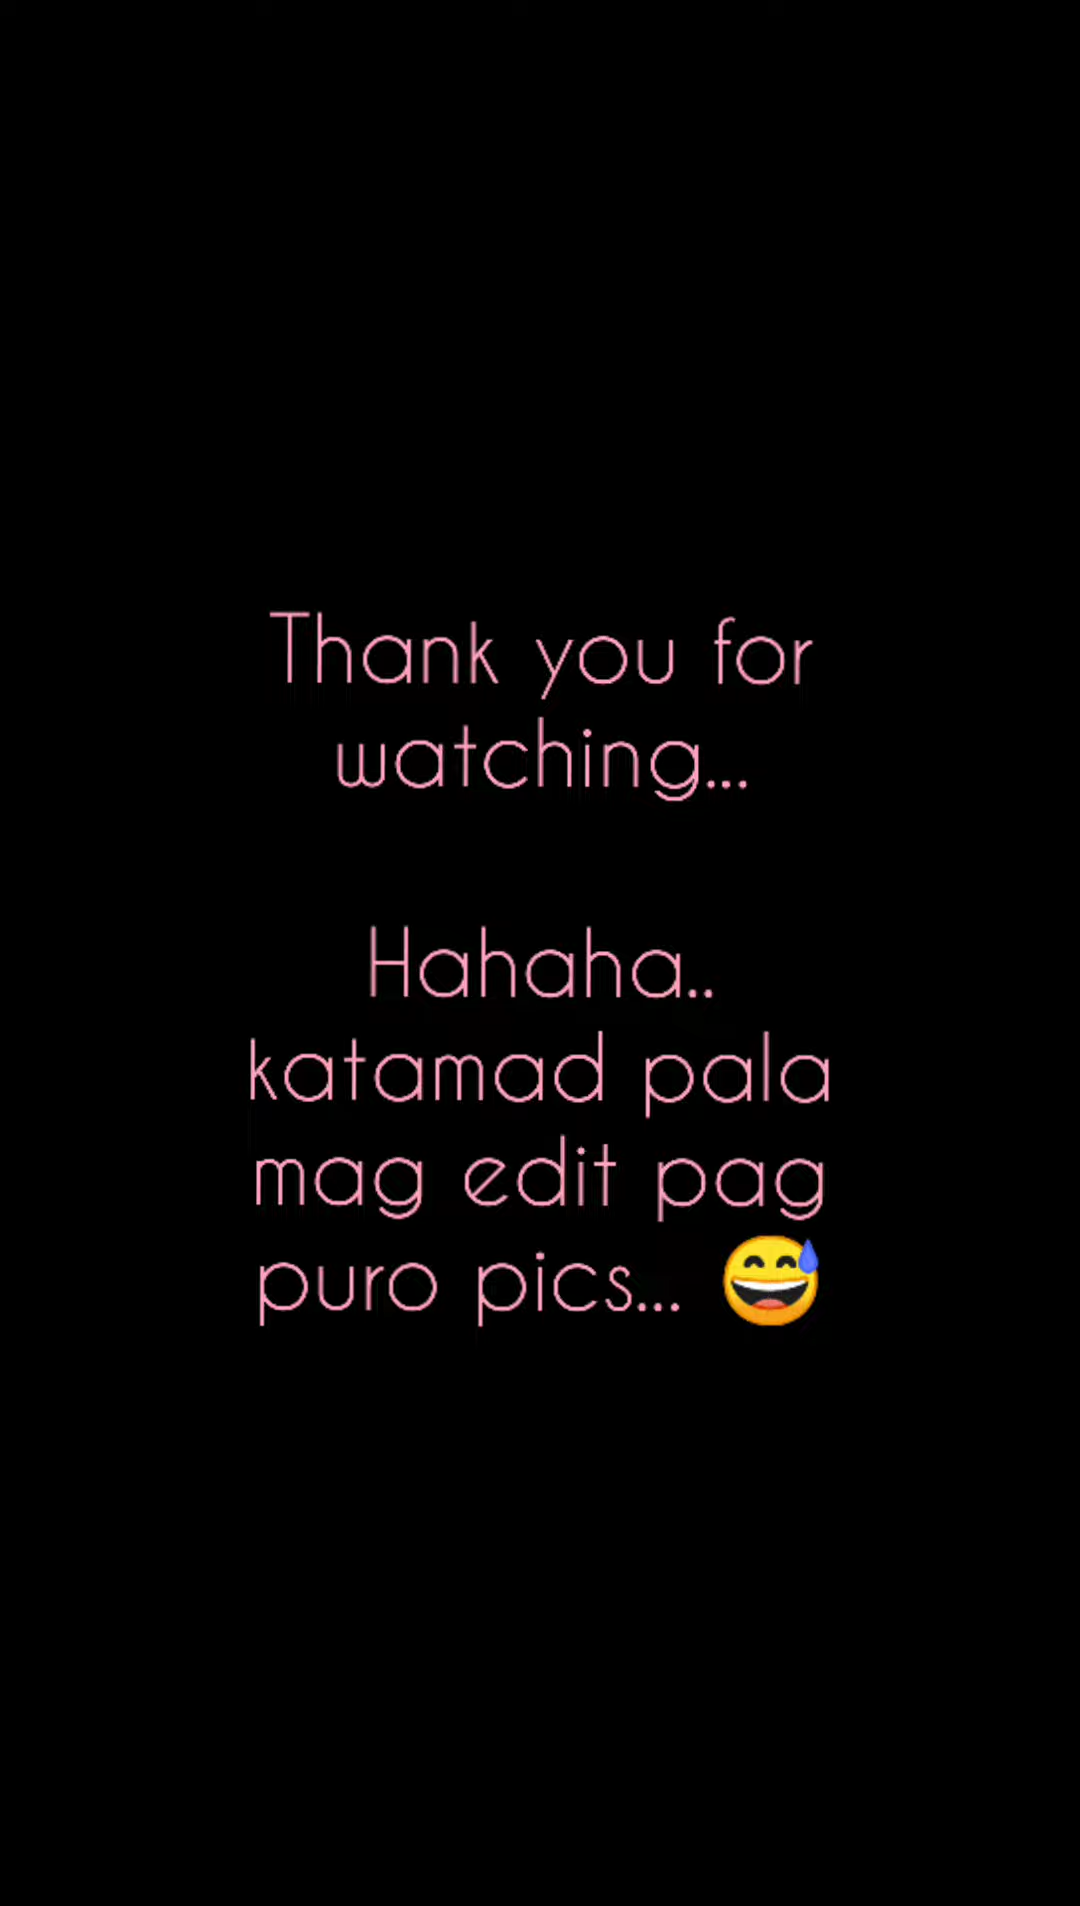 Thank you for
watching...
Hahaha..
katamad pala
mag edit pag
puro pics... 😅